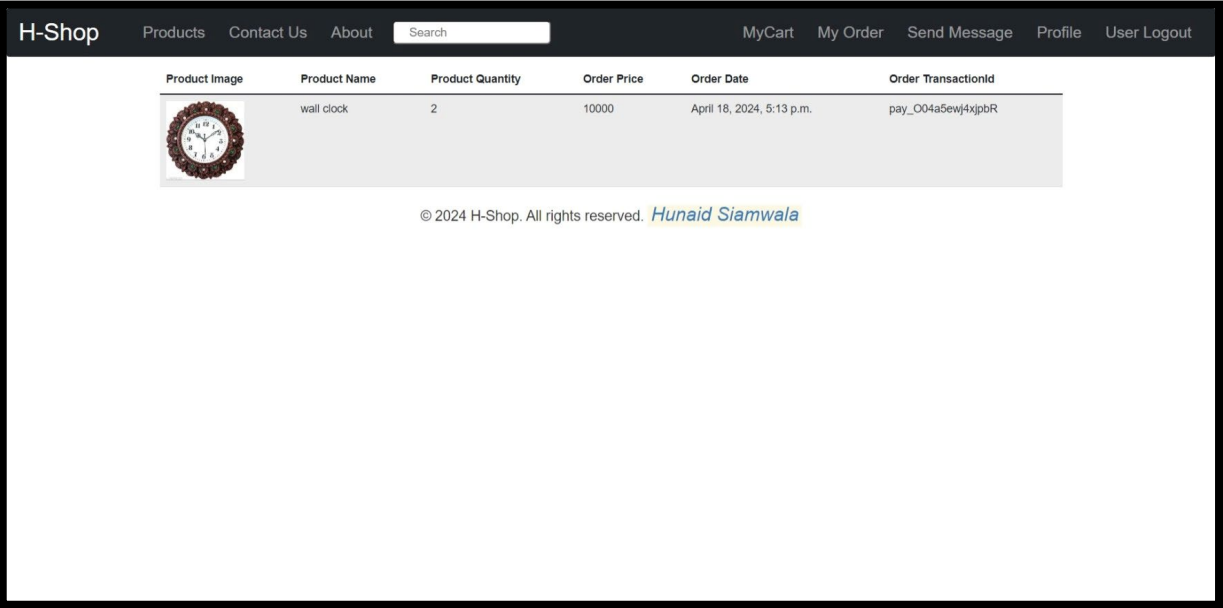 H-Shop Products Contact Us About Search MyCart My Order Send Message Profile User Logout
Product Image Product Name Product Quantity Order Price Order Date Order TransactionId
wall clock 2 10000 April 18, 2024, 5:13 p.m. pay_O04a5ewj4xjpbR
© 2024 H-Shop. All rights reserved. Hunaid Siamwala